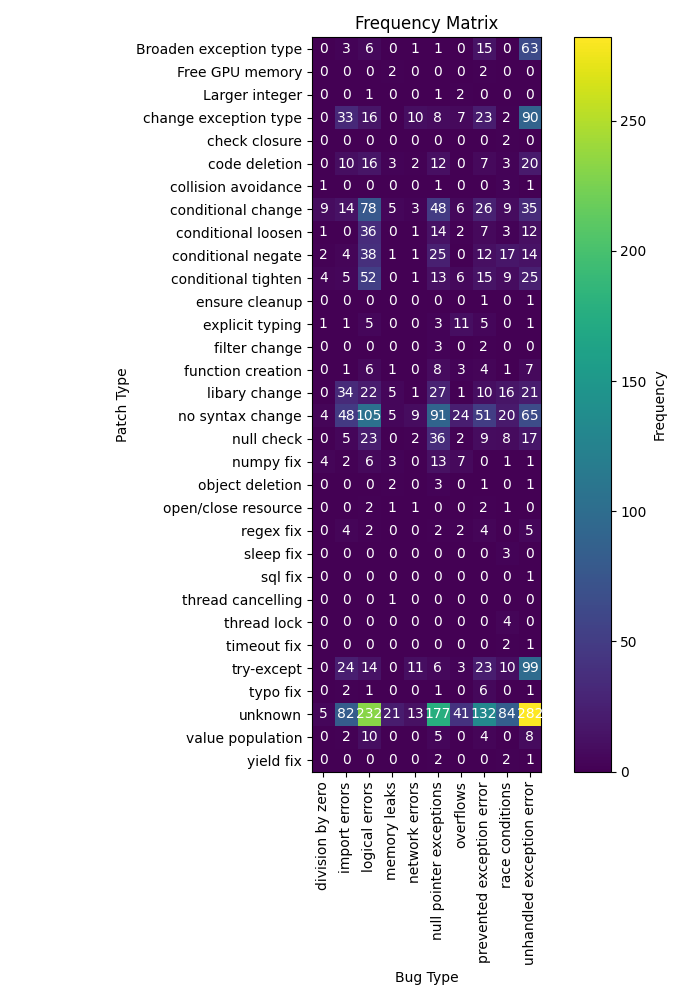 Frequency Matrix
Broaden exception type 0 3 6 0 1 1 0 15 0 63
Free GPU memory 0 0 0 2 0 0 0 2 0 0
Larger integer 0 0 1 0 0 1 2 0 0 0
change exception type 0 33 16 0 10 8 7 23 2 90
check closure 0 0 0 0 0 0 0 0 2 0
code deletion 0 10 16 3 2 12 0 7 3 20
collision avoidance 1 0 0 0 0 1 0 0 3 1
conditional change 9 14 78 5 3 48 6 26 9 35
conditional loosen 1 0 36 0 1 14 2 7 3 12
conditional negate 2 4 38 1 1 25 0 12 17 14
conditional tighten 4 5 52 0 1 13 6 15 9 25
ensure cleanup 0 0 0 0 0 0 0 1 0 1
explicit typing 1 1 5 0 0 3 11 5 0 1
filter change 0 0 0 0 0 3 0 2 0 0
function creation 0 1 6 1 0 8 3 4 1 7
libary change 0 34 22 5 1 27 1 10 16 21
no syntax change 4 48 105 5 9 91 24 51 20 65
null check 0 5 23 0 2 36 2 9 8 17
numpy fix 4 2 6 3 0 13 7 0 1 1
object deletion 0 0 0 2 0 3 0 1 0 1
open/close resource 0 0 2 1 1 0 0 2 1 0
regex fix 0 4 2 0 0 2 2 4 0 5
sleep fix 0 0 0 0 0 0 0 0 3 0
sql fix 0 0 0 0 0 0 0 0 0 1
thread cancelling 0 0 0 1 0 0 0 0 0 0
thread lock 0 0 0 0 0 0 0 0 4 0
timeout fix 0 0 0 0 0 0 0 0 2 1
try-except 0 24 14 0 11 6 3 23 10 99
typo fix 0 2 1 0 0 1 0 6 0 1
unknown 5 82 232 21 13 177 41 132 84 282
value population 0 2 10 0 0 5 0 4 0 8
yield fix 0 0 0 0 0 2 0 0 2 1
Patch Type
division by zero
import errors
logical errors
memory leaks
network errors
null pointer exceptions
overflows
prevented exception error
race conditions
unhandled exception error
Bug Type
250
200
150
100
50
0
Frequency